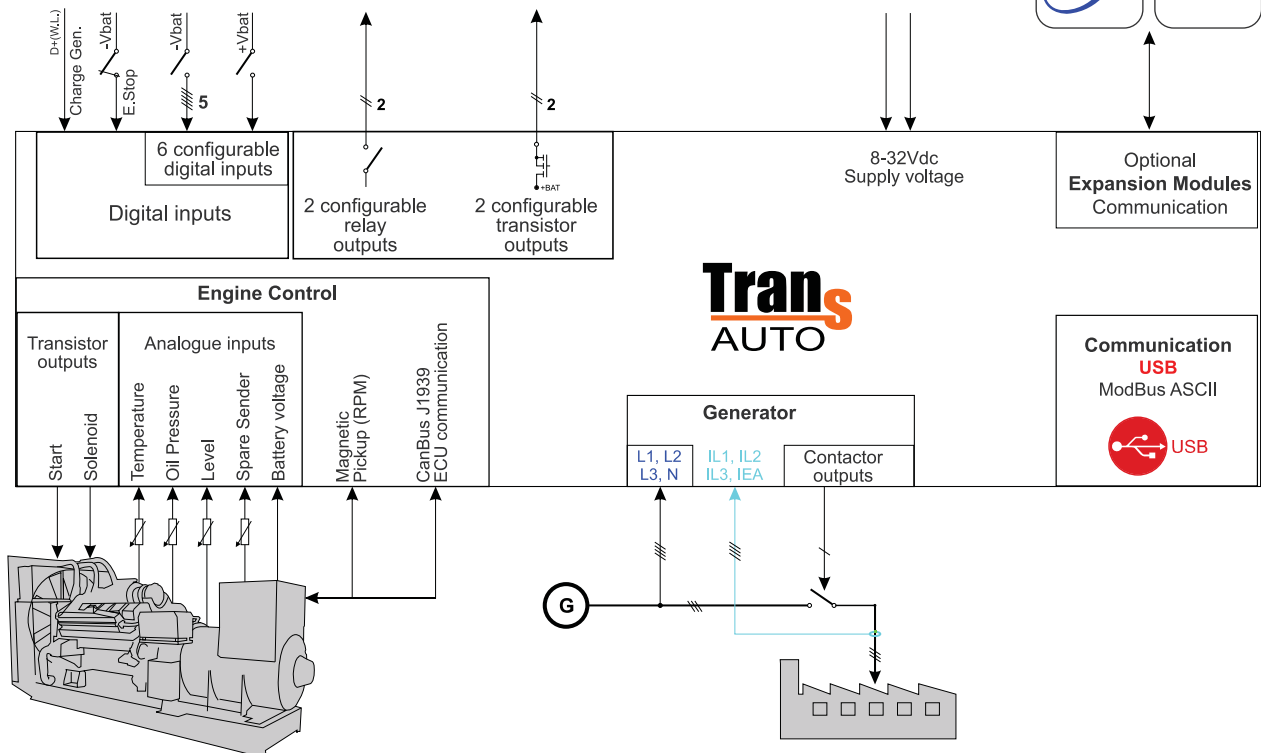 D+(W.L.)
Charge Gen.
-Vbat
E.Stop
-Vbat
5
+Vbat
2
2
6 configurable
digital inputs
Digital inputs
2 configurable
relay
outputs
+BAT
2 configurable
transistor
outputs
8-32Vdc
Supply voltage
Optional
Expansion Modules
Communication
Engine Control
Transistor
outputs
Start
Solenoid
Analogue inputs
Temperature
Oil Pressure
Level
Spare Sender
Battery voltage
Magnetic
Pickup (RPM)
CanBus J1939
ECU communication
Trans
AUTO
Generator
L1, L2
L3, N
IL1, IL2
IL3, IEA
Contactor
outputs
Communication
USB
ModBus ASCII
USB
G